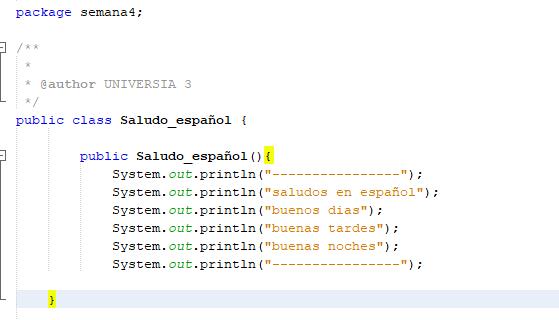 package semana4;
/**
 *
 * @author UNIVERSIA 3
 */
public class Saludo_español {
public Saludo_español(){
System.out.println("----------------");
System.out.println("saludos en español");
System.out.println("buenos dias");
System.out.println("buenas tardes");
System.out.println("buenas noches");
System.out.println("----------------");
}